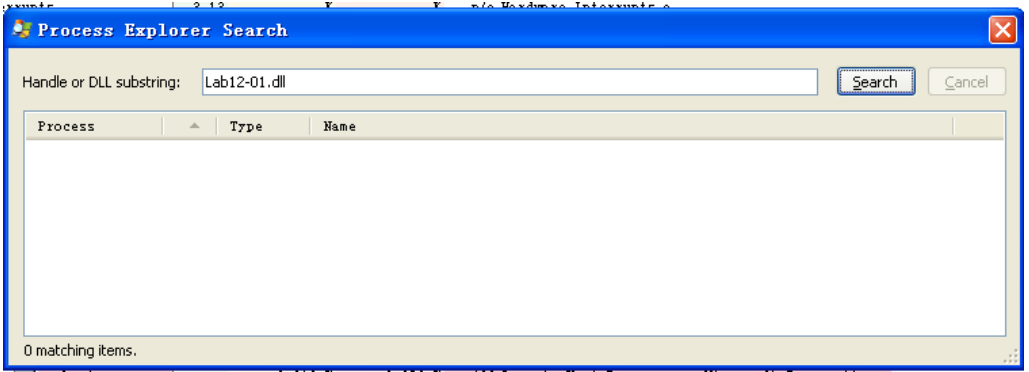 Process Explorer Search
Handle or DLL substring: Lab12-01.dll Search Cancel
Process Type Name
0 matching items.